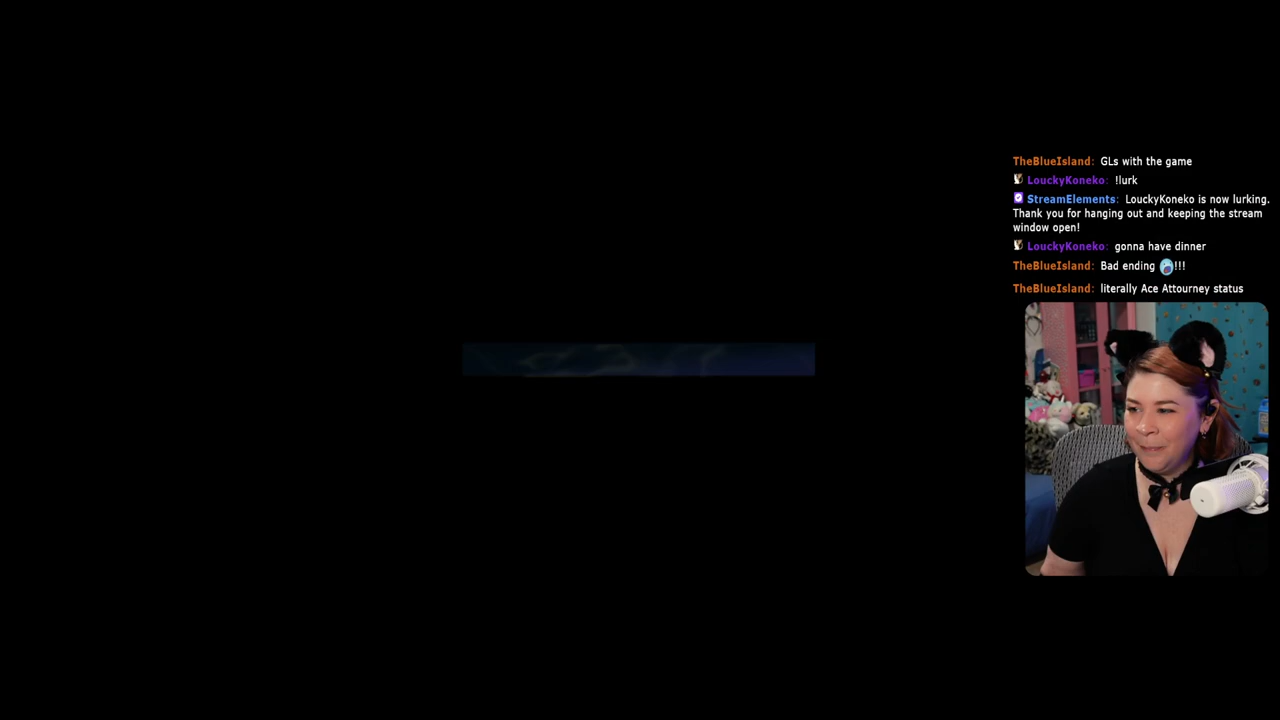 TheBlueIsland: GLs with the game
LouckyKoneko: !lurk
StreamElements: LouckyKoneko is now lurking.
Thank you for hanging out and keeping the stream
window open!
LouckyKoneko: gonna have dinner
TheBlueIsland: Bad ending !!!
TheBlueIsland: literally Ace Attourney status